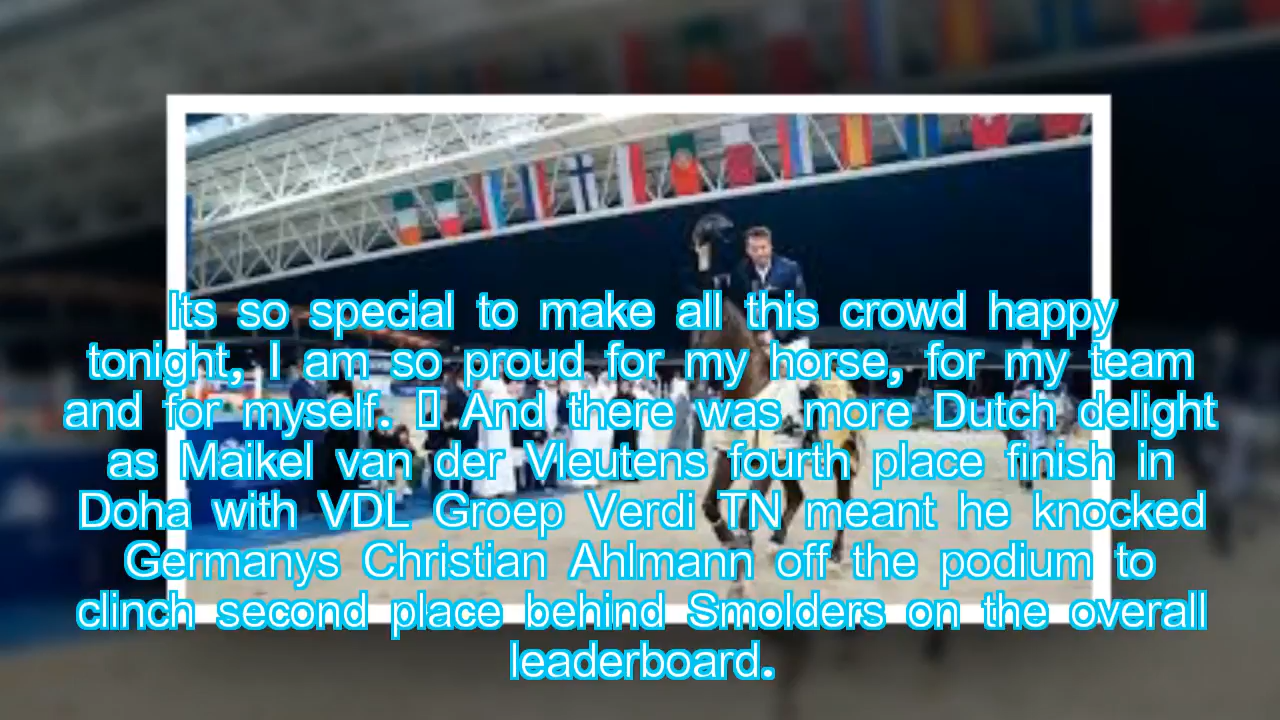 Its so special to make all this crowd happy
tonight, I am so proud for my horse, for my team
and for myself. ▯ And there was more Dutch delight
as Maikel van der Vleutens fourth place finish in
Doha with VDL Groep Verdi TN meant he knocked
Germanys Christian Ahlmann off the podium to
clinch second place behind Smolders on the overall
leaderboard.